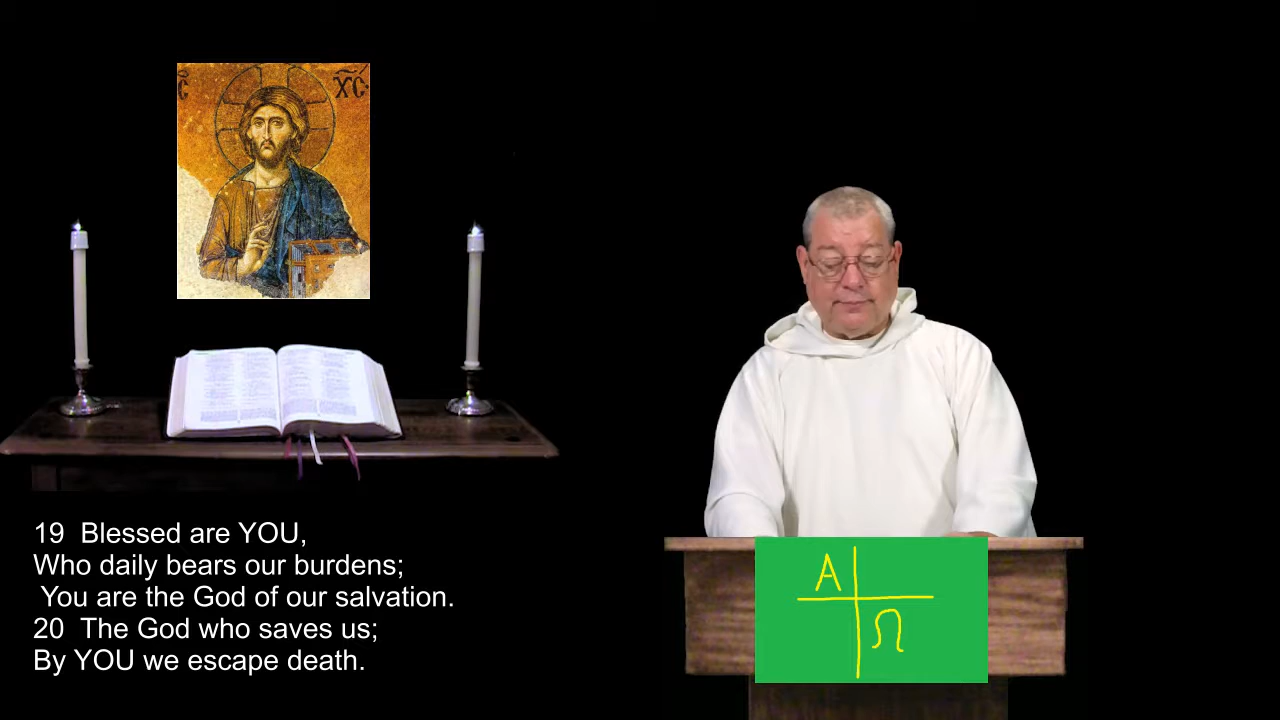 C
XC
19  Blessed are YOU,
Who daily bears our burdens;
 You are the God of our salvation.
20  The God who saves us;
By YOU we escape death.
A
Ω